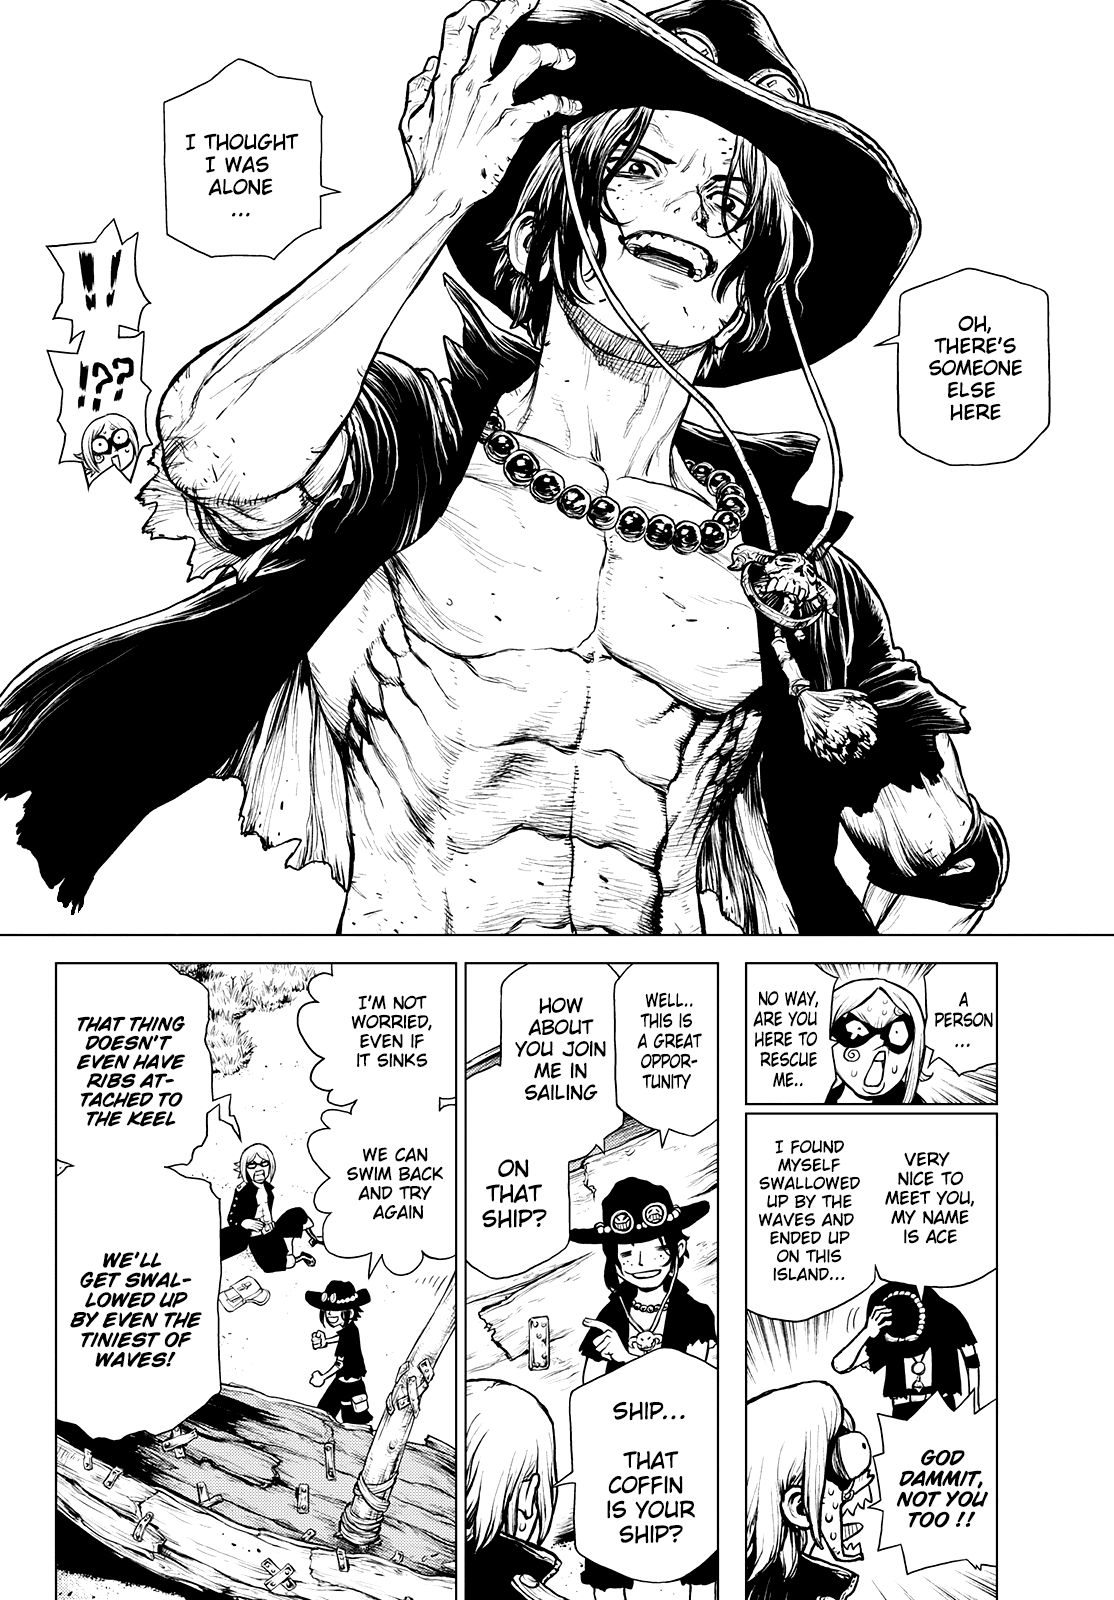 I THOUGHT
I WAS
ALONE
...
OH,
THERE'S
SOMEONE
ELSE
HERE
!!
!??
A
PERSON
...
NO WAY,
ARE YOU
HERE TO
RESCUE
ME..
VERY
NICE TO
MEET YOU,
MY NAME
IS ACE
I FOUND
MYSELF
SWALLOWED
UP BY THE
WAVES AND
ENDED UP
ON THIS
ISLAND...
GOD
DAMMIT,
NOT YOU
TOO !!
WELL..
THIS IS
A GREAT
OPPOR-
TUNITY
HOW
ABOUT
YOU JOIN
ME IN
SAILING
ON
THAT
SHIP?
SHIP...
THAT
COFFIN
IS YOUR
SHIP?
I'M NOT
WORRIED,
EVEN IF
IT SINKS
WE CAN
SWIM BACK
AND TRY
AGAIN
THAT THING
DOESN'T
EVEN HAVE
RIBS AT-
TACHED TO
THE KEEL
WE'LL
GET SWAL-
LOWED UP
BY EVEN THE
TINIEST OF
WAVES!